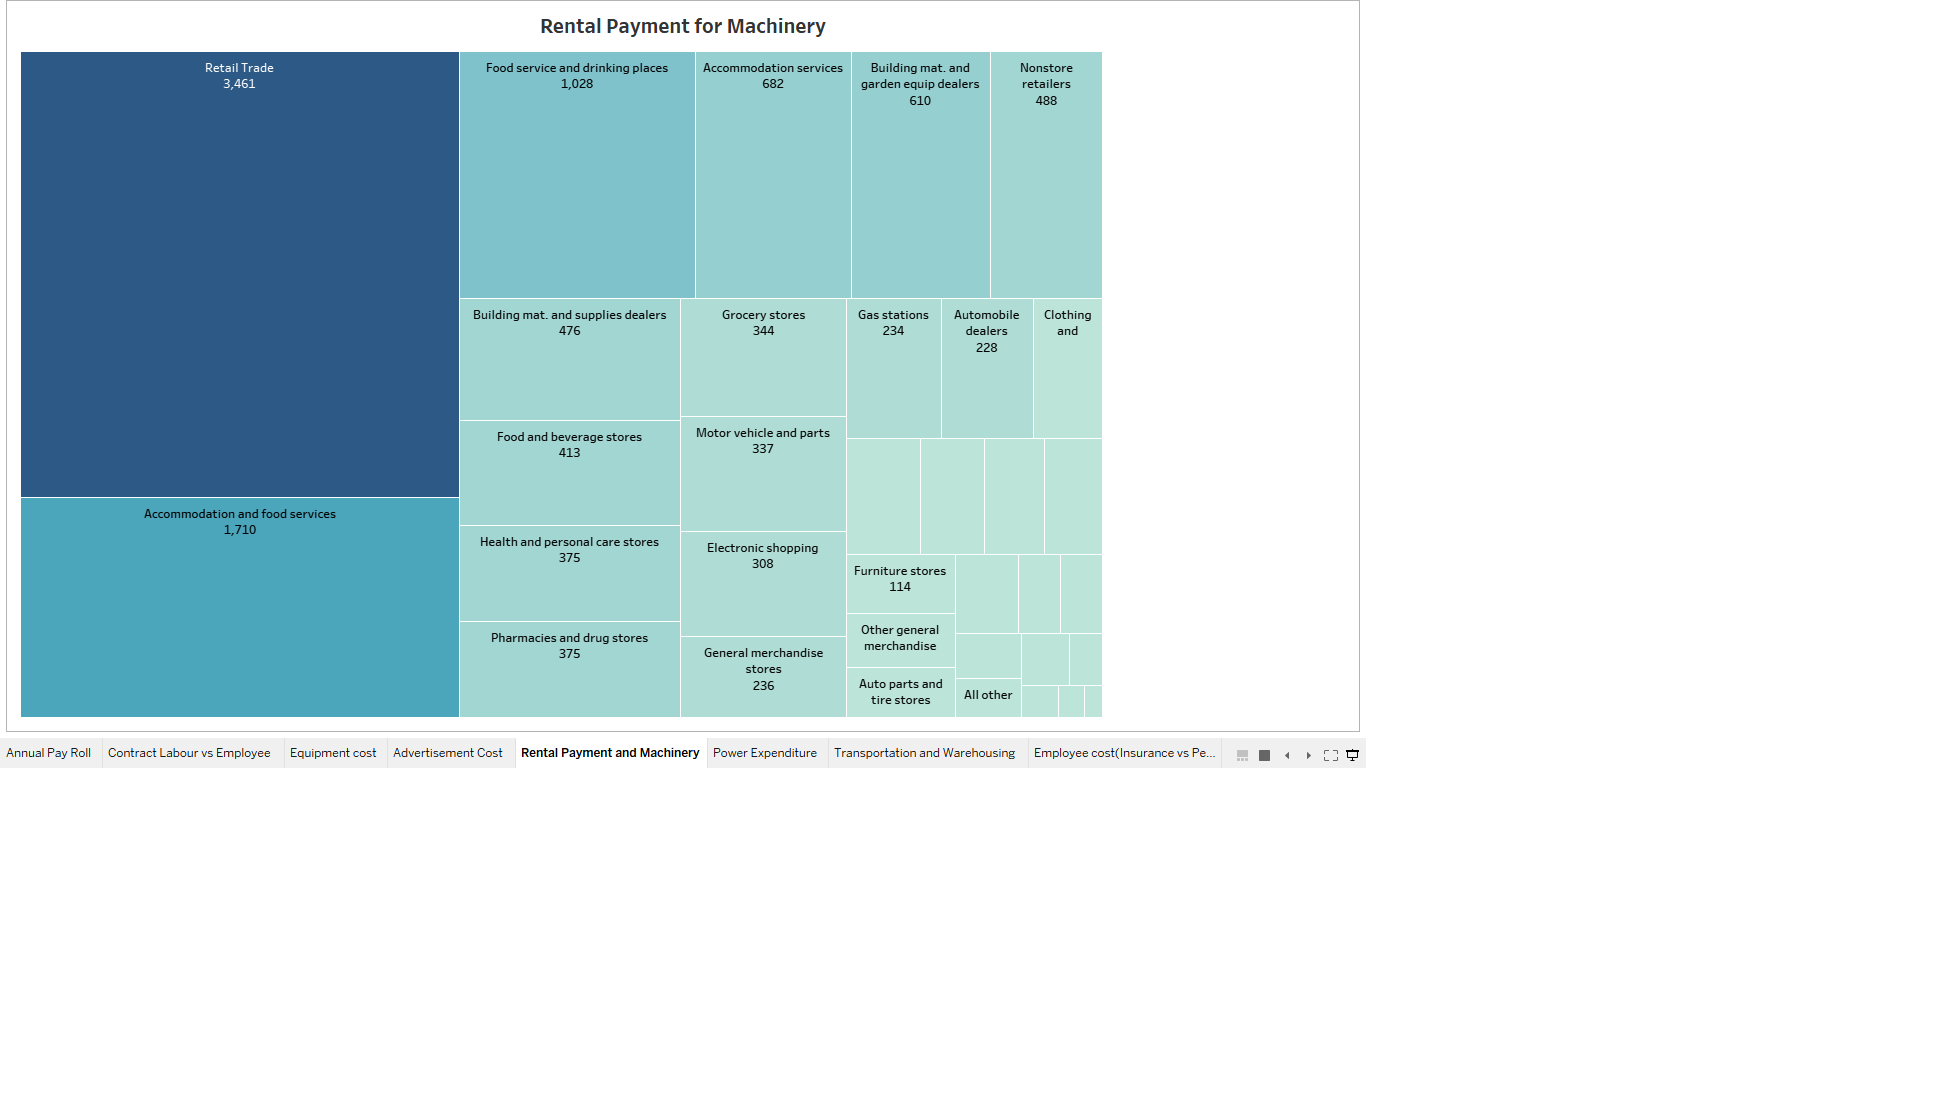 Rental Payment for Machinery
Retail Trade
3,461
Accommodation and food services
1,710
Food service and drinking places
1,028
Accommodation services
682
Building mat. and
garden equip dealers
610
Nonstore
retailers
488
Building mat. and supplies dealers
476
Food and beverage stores
413
Health and personal care stores
375
Pharmacies and drug stores
375
Grocery stores
344
Motor vehicle and parts
337
Electronic shopping
308
General merchandise
stores
236
Gas stations
234
Automobile
dealers
228
Clothing
and
Furniture stores
114
Other general
merchandise
Auto parts and
tire stores
All other
Annual Pay Roll
Contract Labour vs Employee
Equipment cost
Advertisement Cost
Rental Payment and Machinery
Power Expenditure
Transportation and Warehousing
Employee cost(Insurance vs Pe...